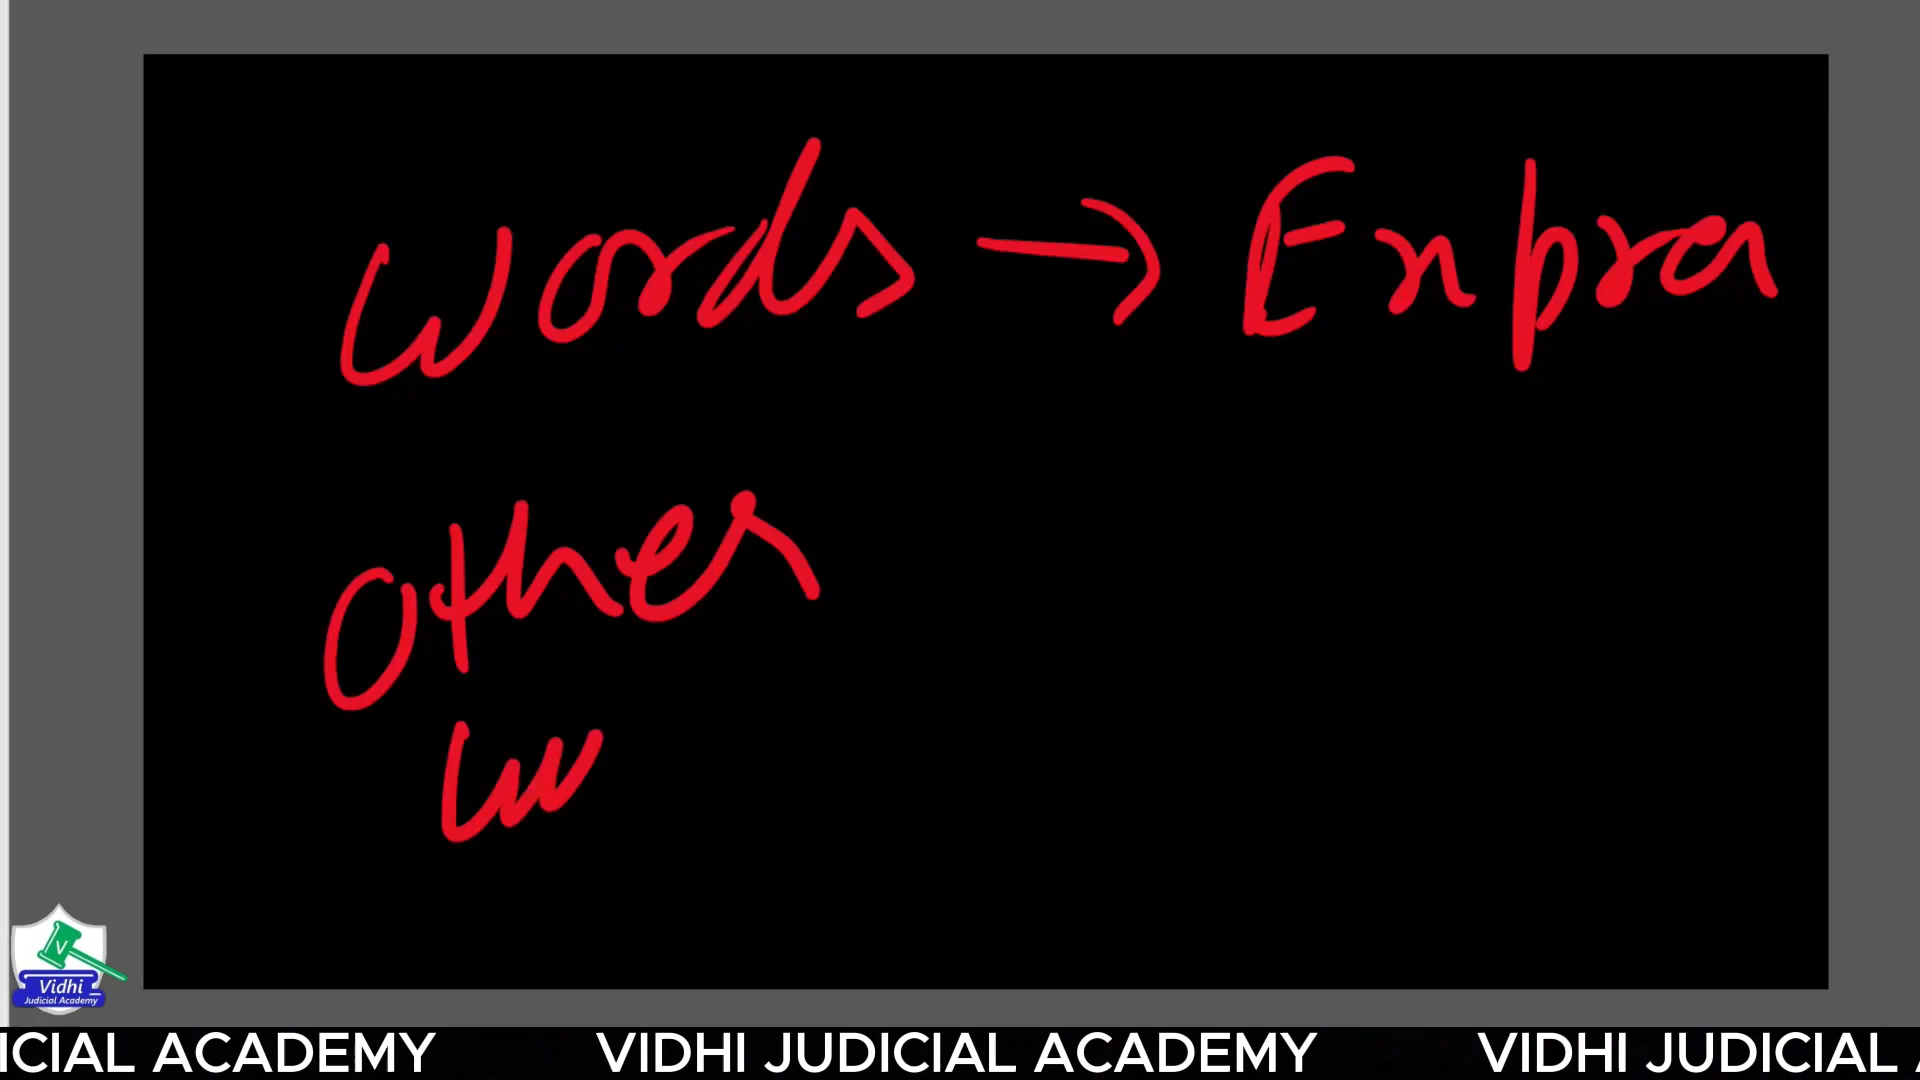 words → Expra
Other
w
V
Vidhi
Judicial Academy
ICIAL ACADEMY VIDHI JUDICIAL ACADEMY VIDHI JUDICIAL